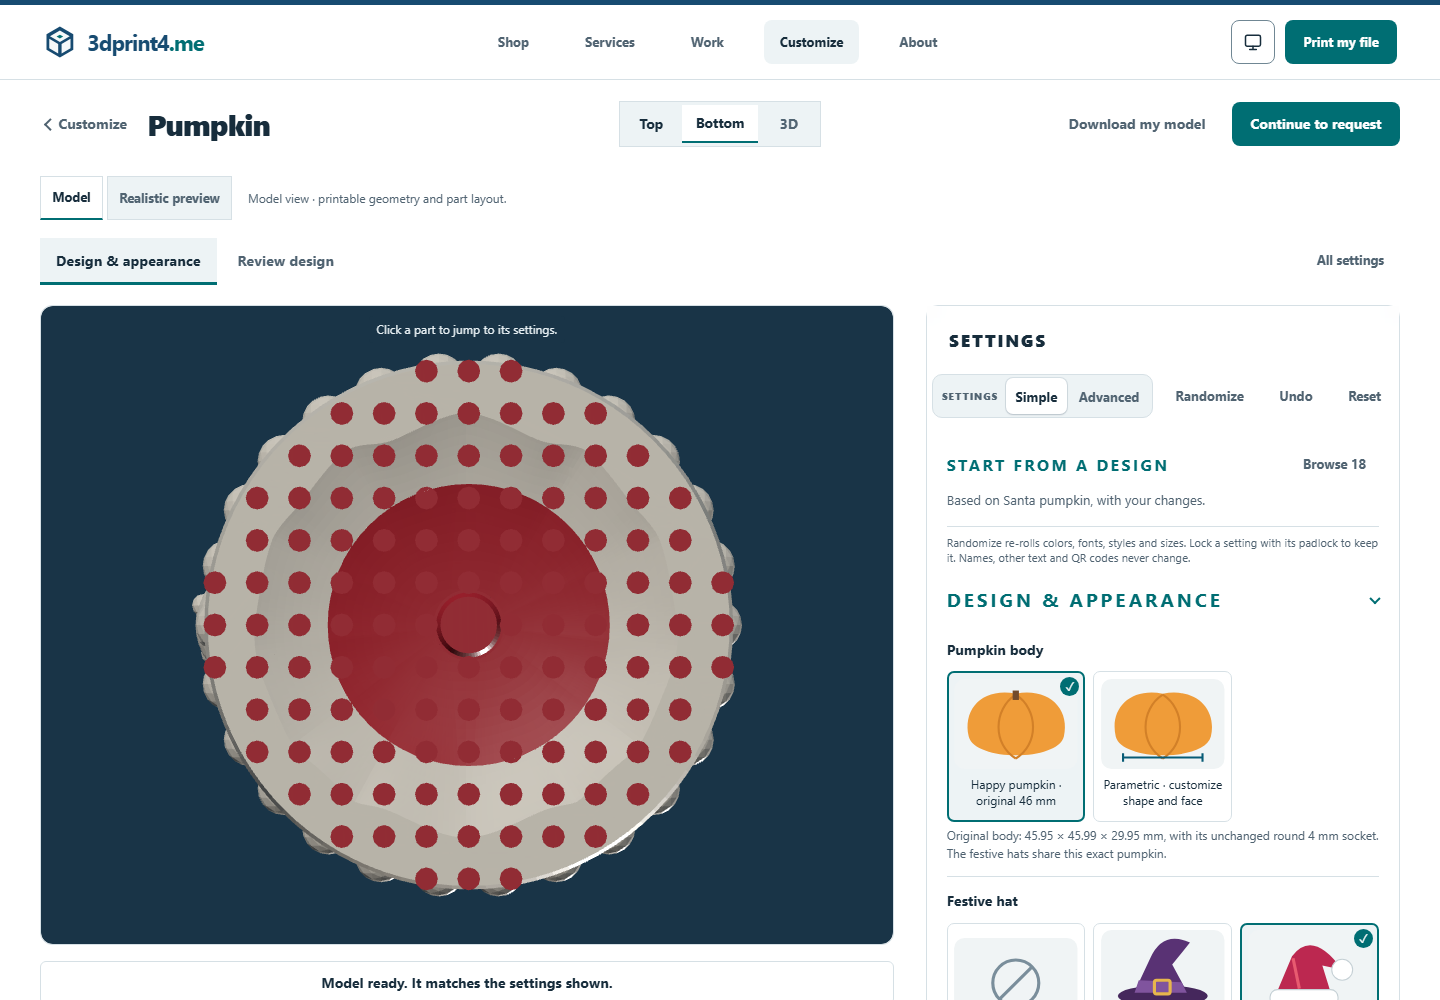 3dprint4.me
Shop
Services
Work
Customize
About
Print my file
Customize
Pumpkin
Top
Bottom
3D
Download my model
Continue to request
Model
Realistic preview
Model view · printable geometry and part layout.
Design & appearance
Review design
All settings
Click a part to jump to its settings.
SETTINGS
SETTINGS
Simple
Advanced
Randomize
Undo
Reset
START FROM A DESIGN
Browse 18
Based on Santa pumpkin, with your changes.
Randomize re-rolls colors, fonts, styles and sizes. Lock a setting with its padlock to keep
it. Names, other text and QR codes never change.
DESIGN & APPEARANCE
Pumpkin body
Happy pumpkin ·
original 46 mm
Parametric · customize
shape and face
Original body: 45.95 × 45.99 × 29.95 mm, with its unchanged round 4 mm socket.
The festive hats share this exact pumpkin.
Festive hat
Model ready. It matches the settings shown.